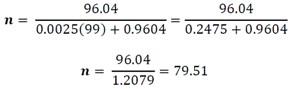 n = 96.04 / 0.0025(99) + 0.9604 = 96.04 / 0.2475 + 0.9604
n = 96.04 / 1.2079 = 79.51